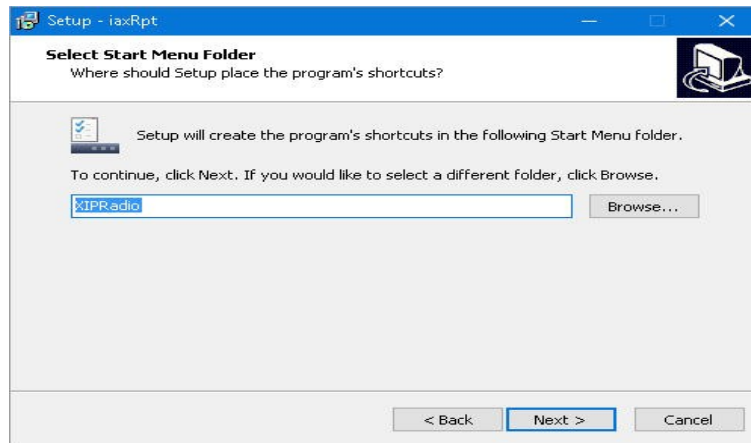 Setup - iaxRpt
Select Start Menu Folder
Where should Setup place the program's shortcuts?
Setup will create the program's shortcuts in the following Start Menu folder.
To continue, click Next. If you would like to select a different folder, click Browse.
XIPRadio
Browse...
< Back
Next >
Cancel